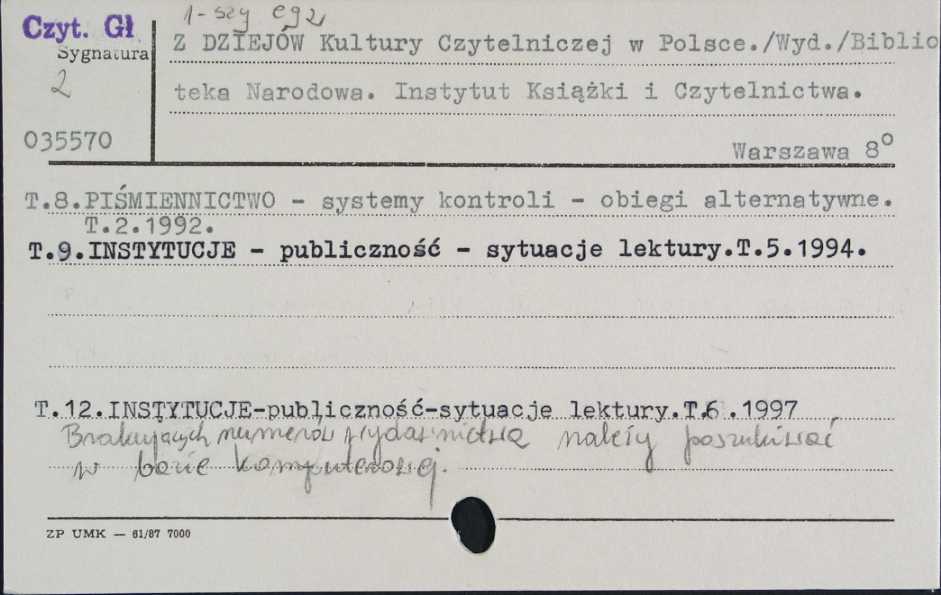 1-szy egz
Czyt. Gł
Sygnatura
2
035570
Z DZIEJÓW Kultury Czytelniczej w Polsce./Wyd./Biblio
teka Narodowa. Instytut Książki i Czytelnictwa.
Warszawa 8°
T.8.PIŚMIENNICTWO - systemy kontroli - obiegi alternatywne.
T.2.1992.
T.9.INSTYTUCJE - publiczność - sytuacje lektury.T.5.1994.
T.12.INSTYTUCJE-publiczność-sytuacje lektury.T.6.1997
Brakujących numerów wydawnictwa należy poszukiwać
w bazie komputerowej.
ZP UMK — 61/87 7000